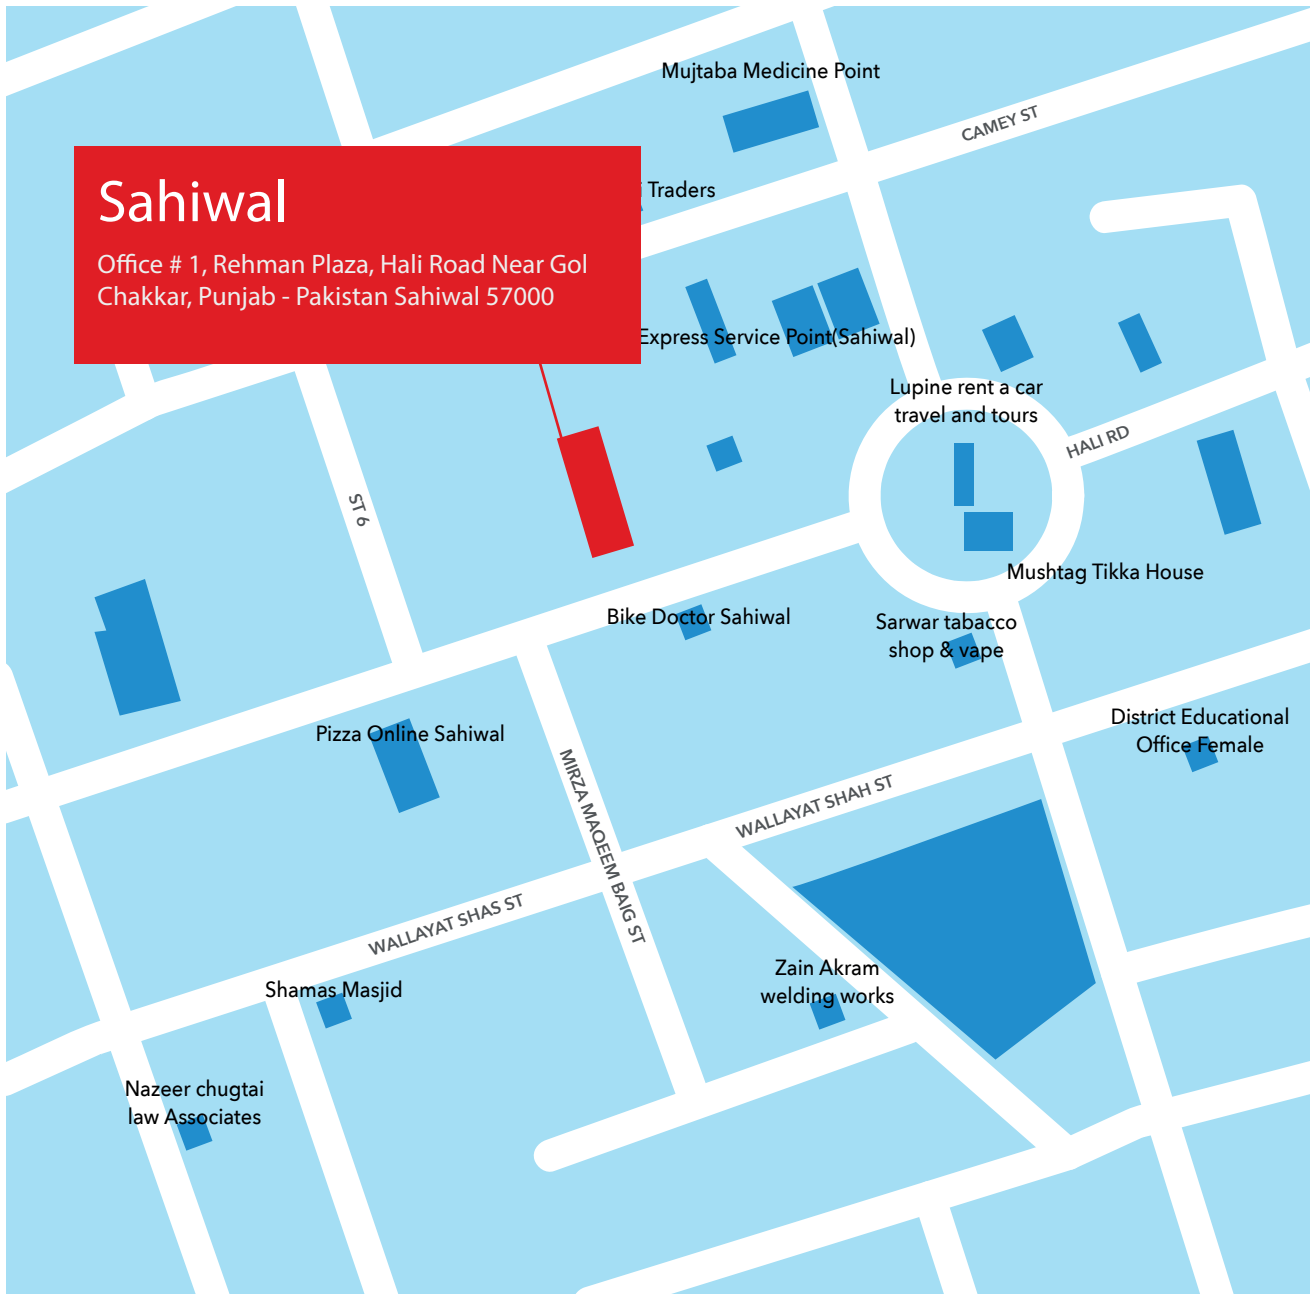 Mujtaba Medicine Point
CAMEY ST
Traders
Sahiwal
Office # 1, Rehman Plaza, Hali Road Near Gol
Chakkar, Punjab - Pakistan Sahiwal 57000
Express Service Point(Sahiwal)
Lupine rent a car
travel and tours
HALI RD
ST 6
Mushtag Tikka House
Bike Doctor Sahiwal
Sarwar tabacco
shop & vape
Pizza Online Sahiwal
District Educational
Office Female
MIRZA MAQEEM BAIG ST
WALLAYAT SHAH ST
WALLAYAT SHAS ST
Zain Akram
welding works
Shamas Masjid
Nazeer chugtai
law Associates